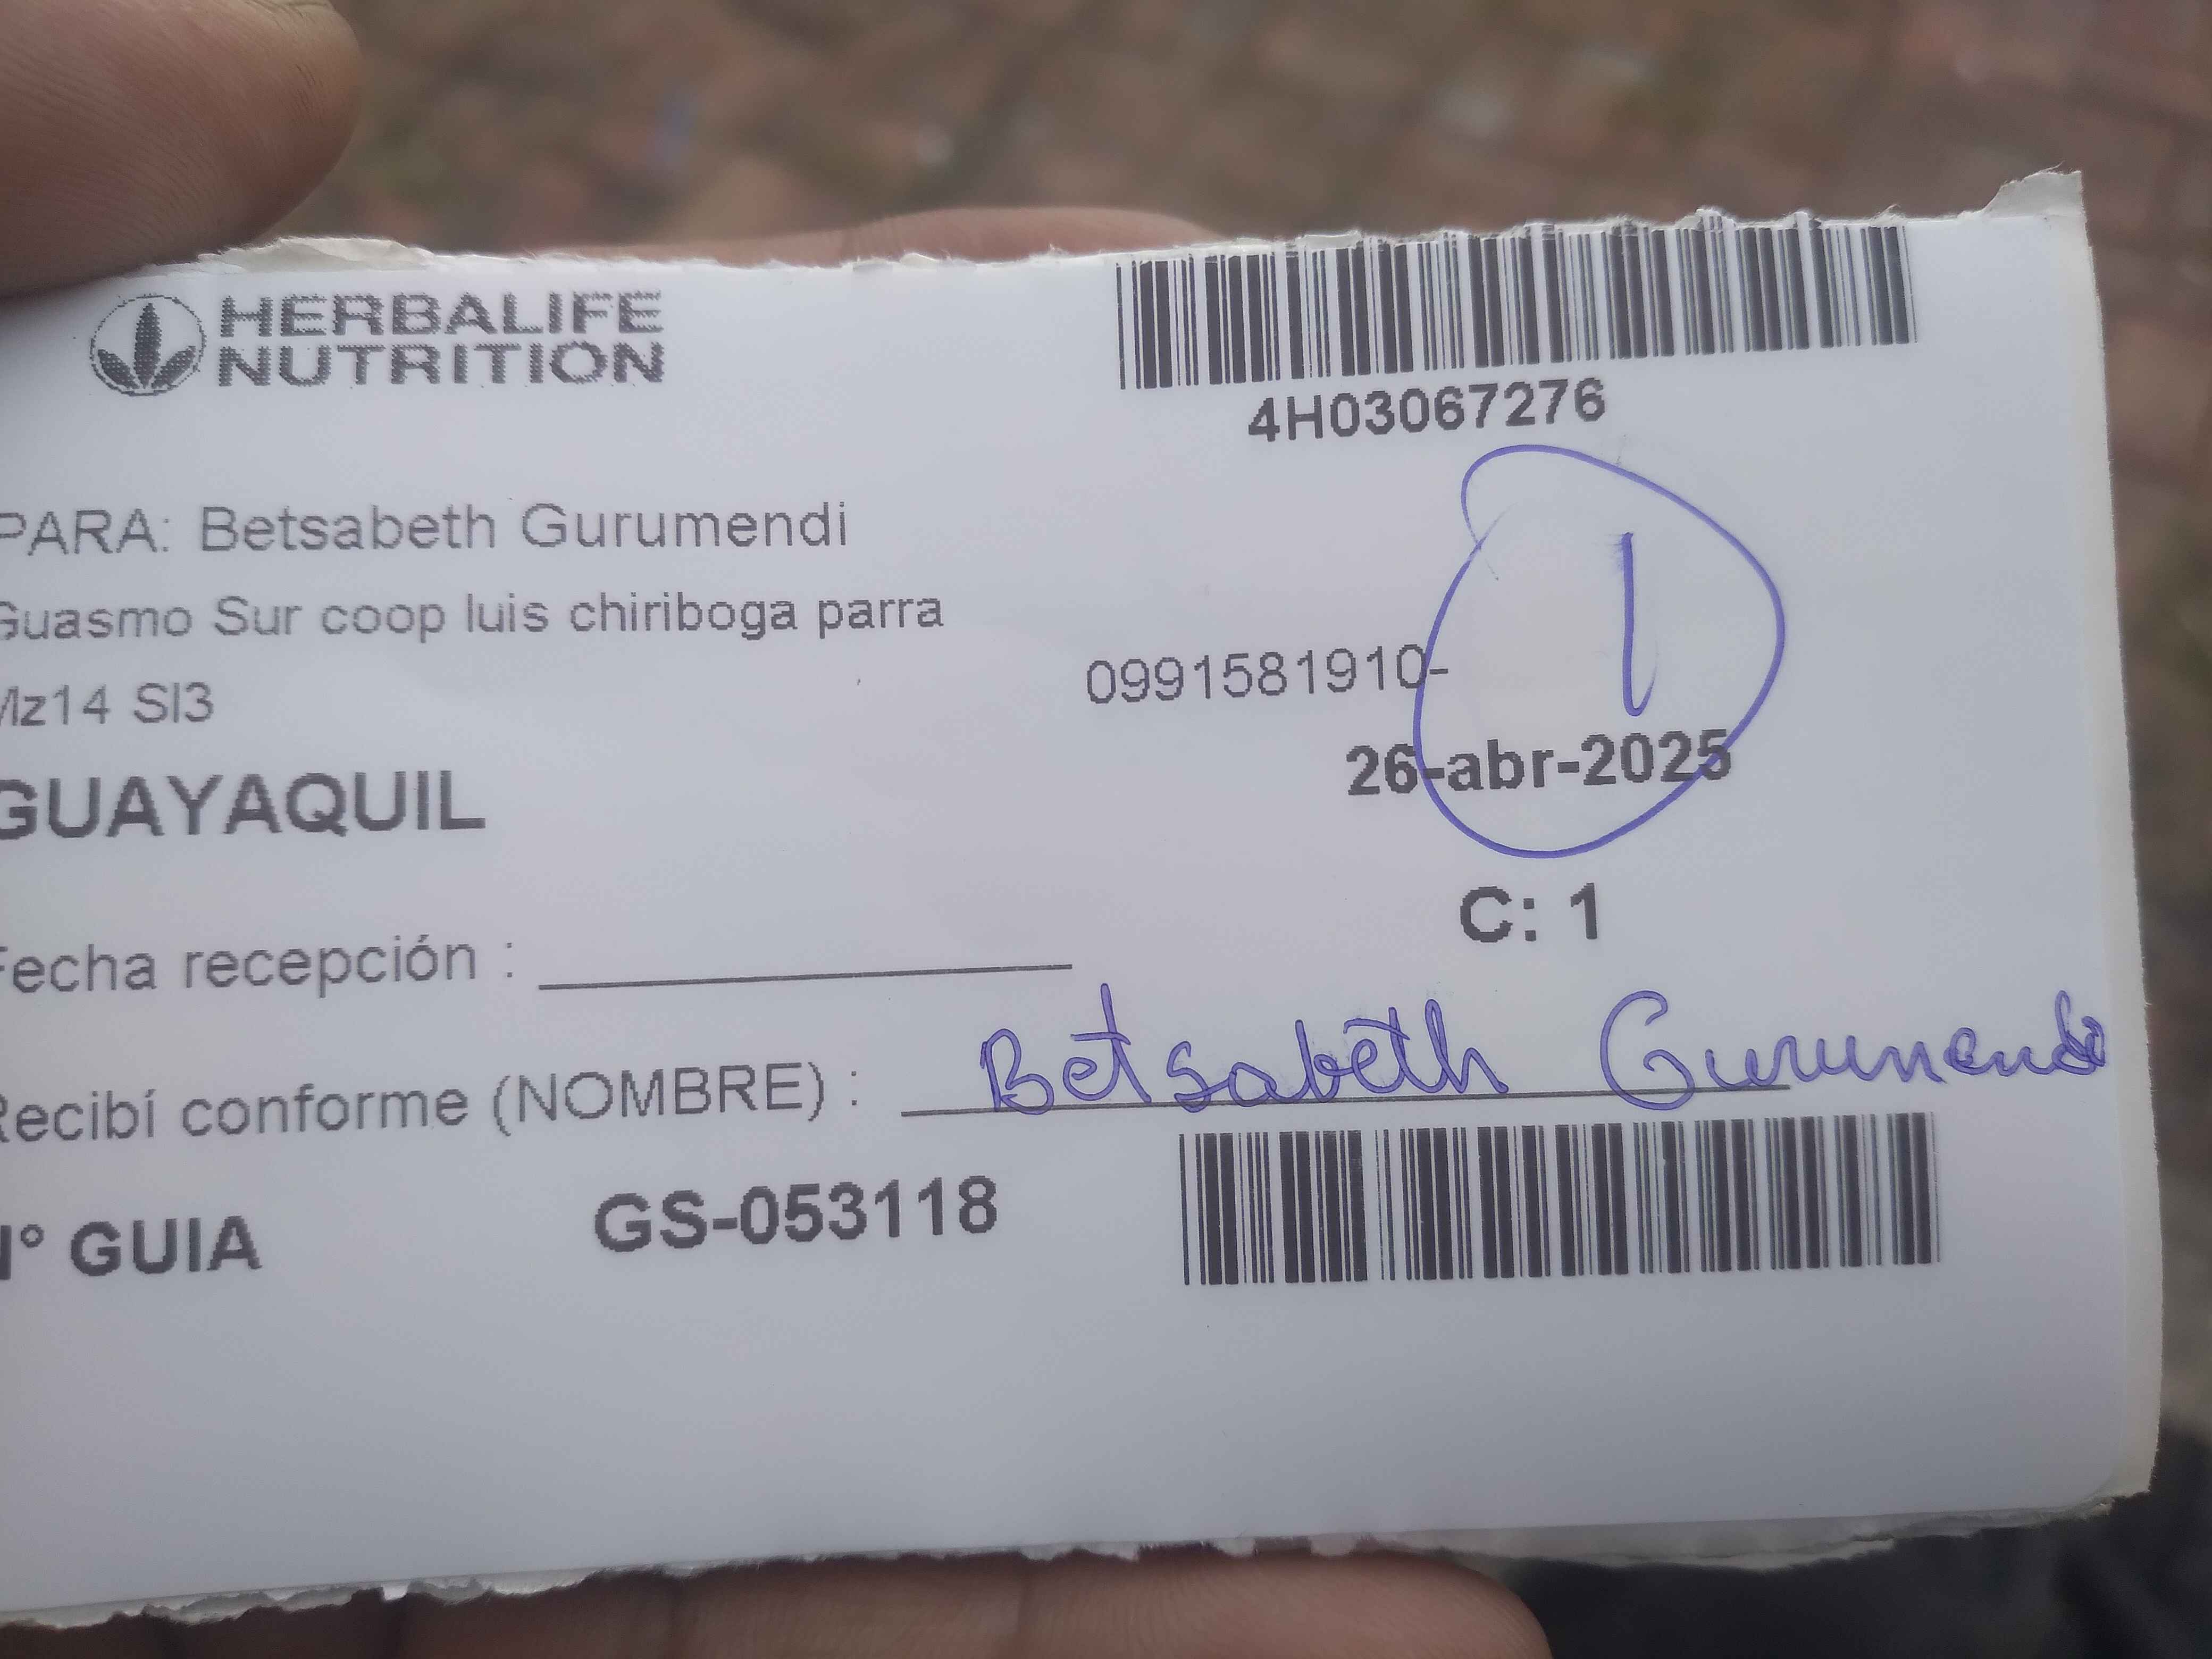 HERBALIFE
NUTRITION
4H03067276
PARA: Betsabeth Gurumendi
Guasmo Sur coop luis chiriboga parra
Mz14 Sl3
0991581910-
1
GUAYAQUIL
26-abr-2025
C: 1
Fecha recepción :
Recibí conforme (NOMBRE) : Betsabeth Gurumendi
N° GUIA GS-053118